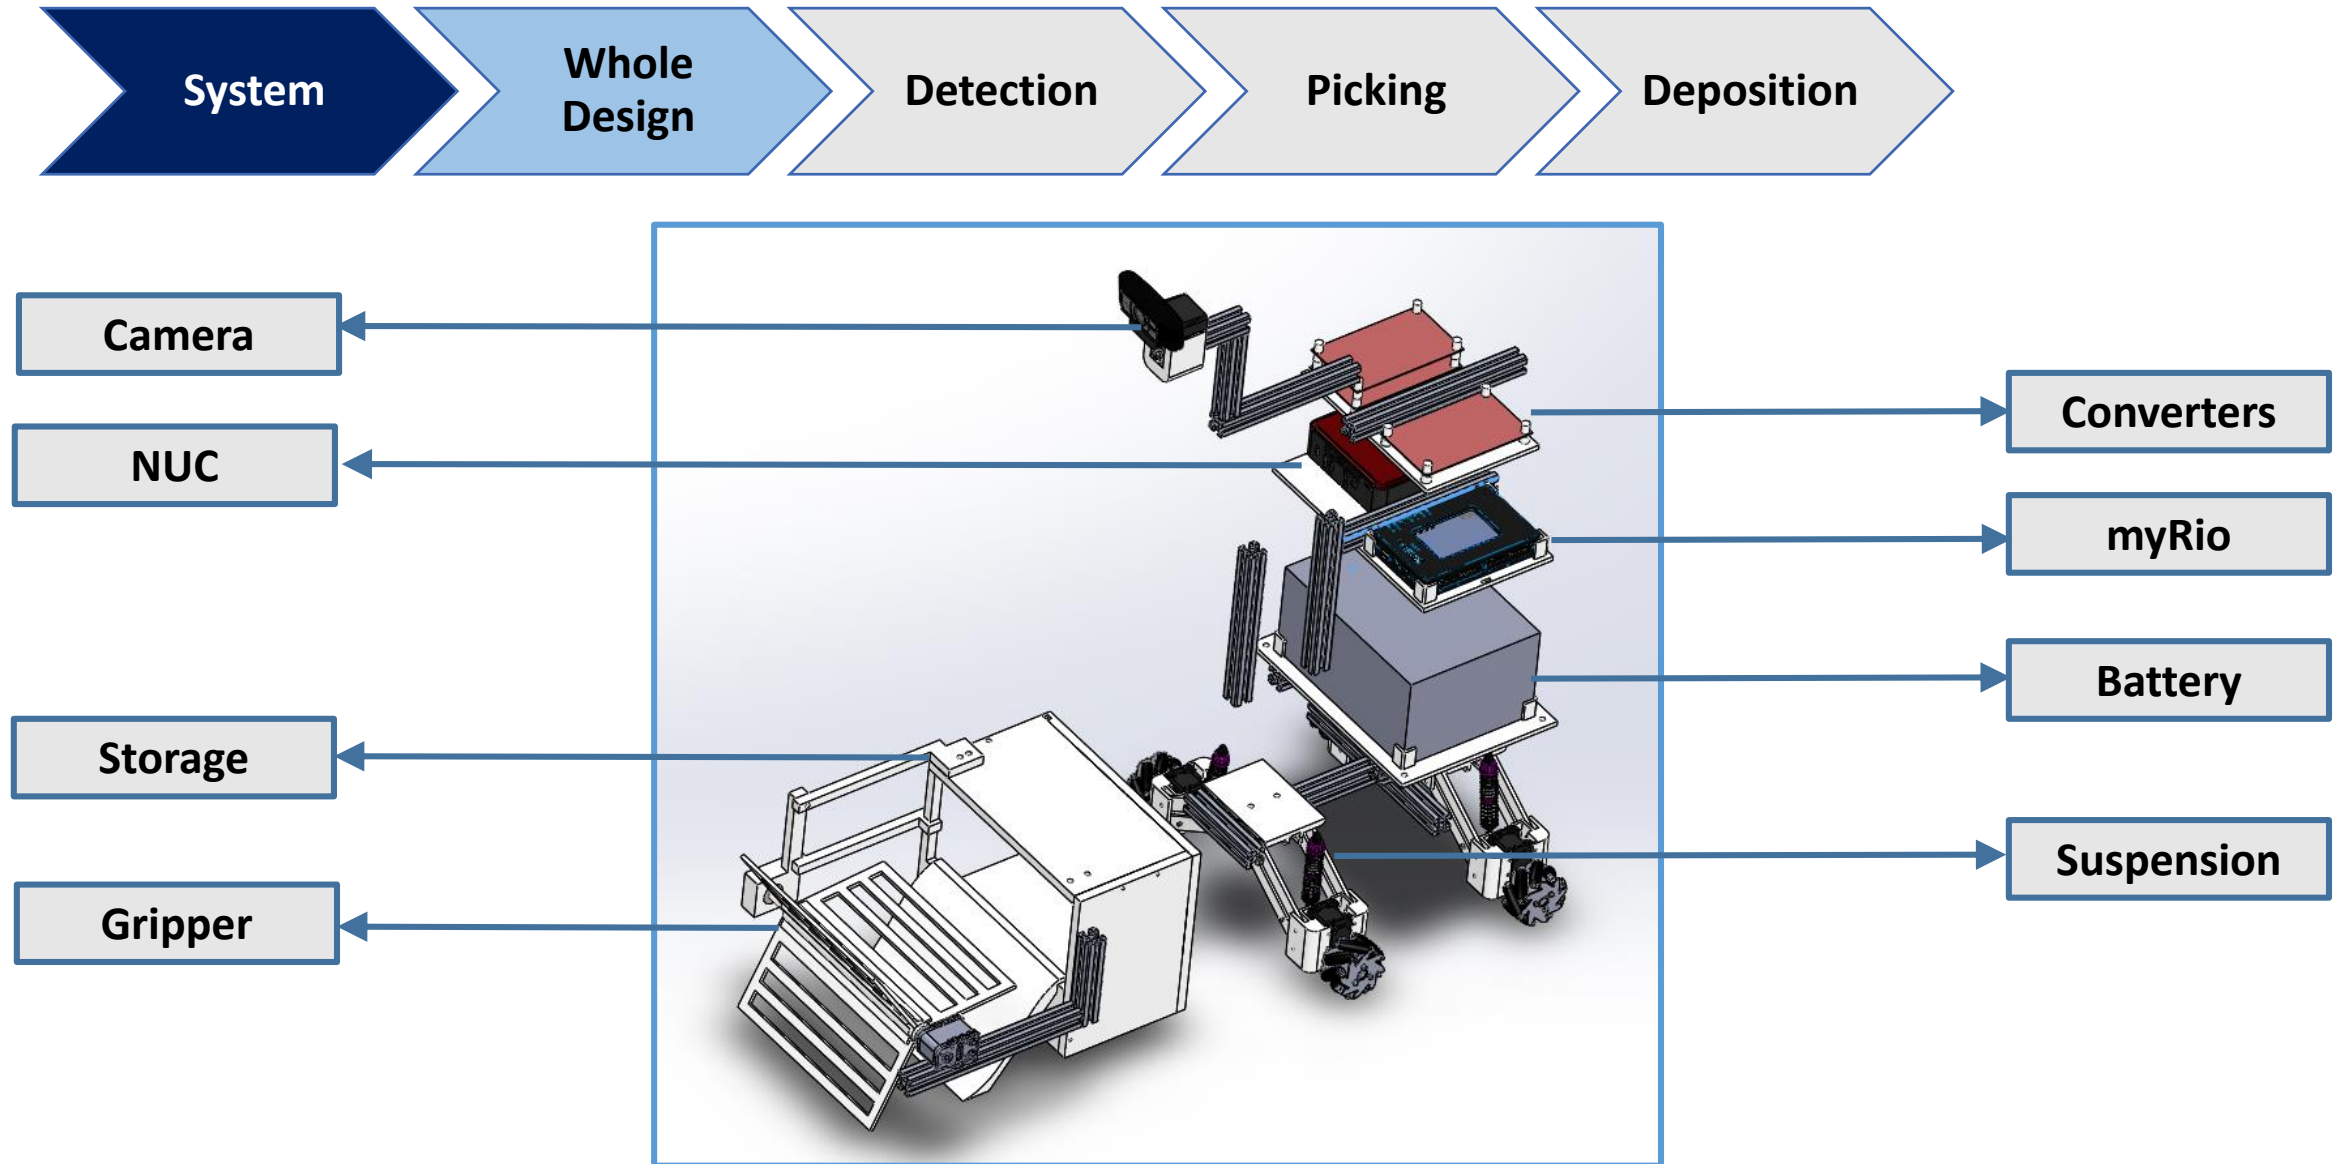 System
Whole
Design
Detection
Picking
Deposition
Camera
NUC
Storage
Gripper
Converters
myRio
Battery
Suspension